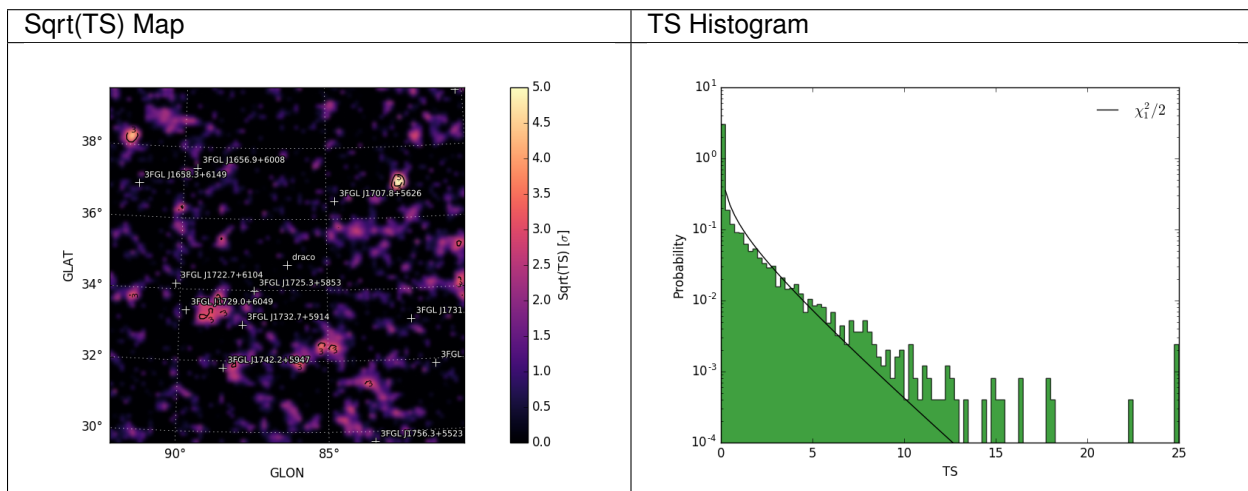 Sqrt(TS) Map
TS Histogram
38°
36°
34°
32°
30°
GLAT
90°
85°
GLON
3FGL J1656.9+6008
3FGL J1658.3+6149
3FGL J1707.8+5626
draco
3FGL J1722.7+6104
3FGL J1725.3+5853
3FGL J1729.0+6049
3FGL J1732.7+5914
3FGL J1731.
3FGL
3FGL J1742.2+5947
3FGL J1756.3+5523
5.0
4.5
4.0
3.5
3.0
2.5
2.0
1.5
1.0
0.5
0.0
Sqrt(TS) [σ]
10¹
10⁰
10⁻¹
10⁻²
10⁻³
10⁻⁴
Probability
χ₁²/2
0 5 10 15 20 25
TS